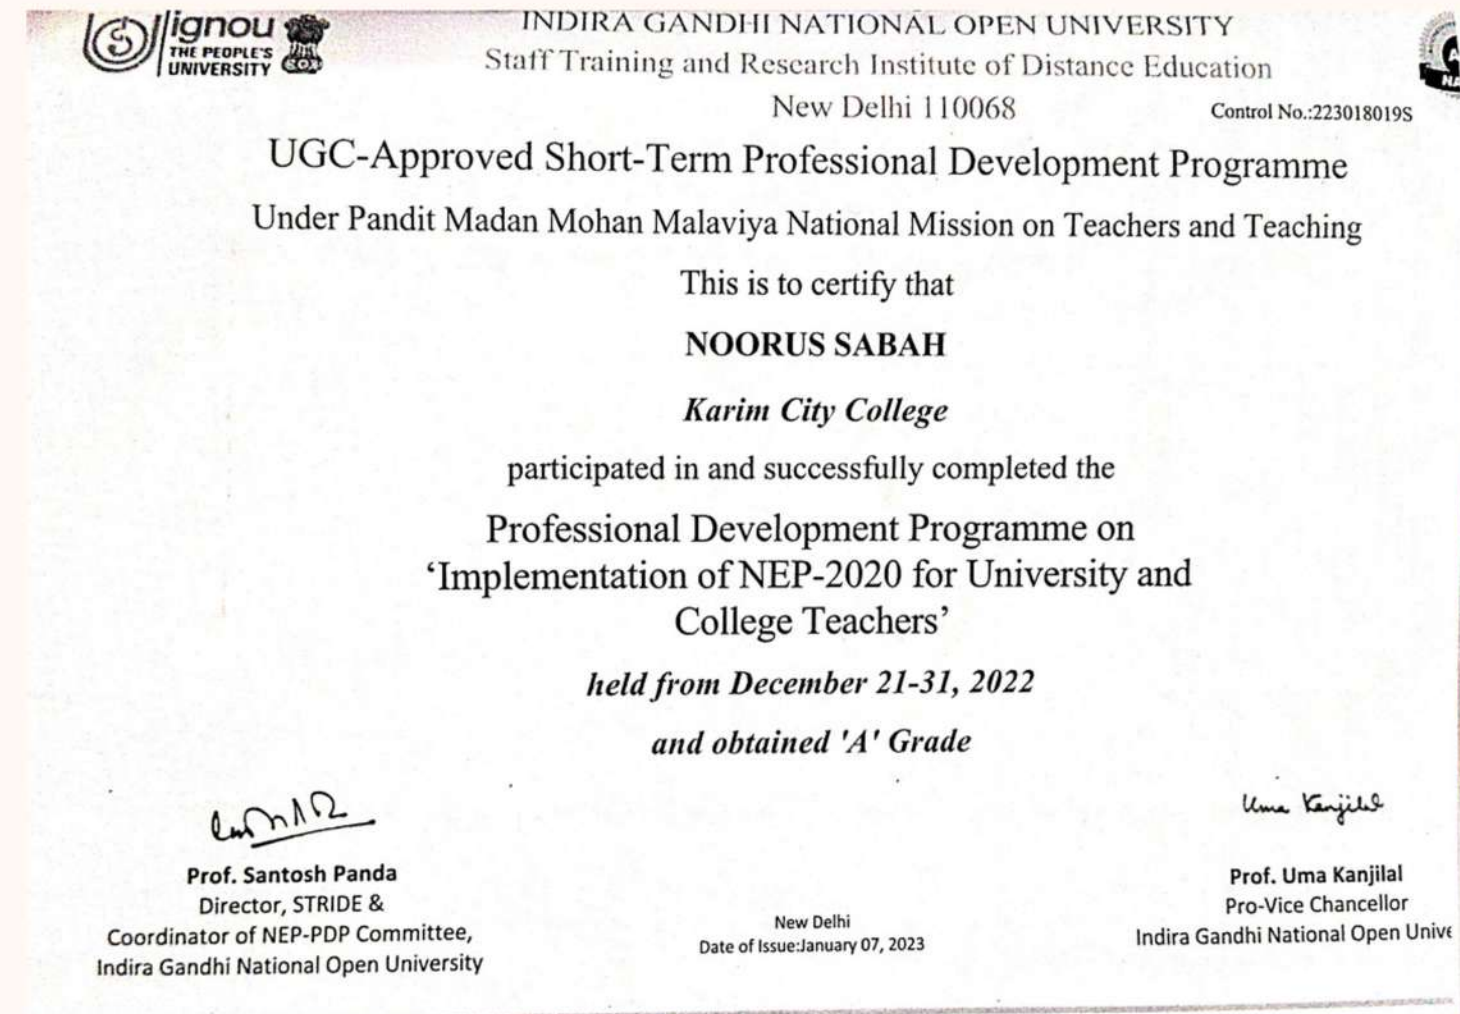 ignou
THE PEOPLE'S
UNIVERSITY
INDIRA GANDHI NATIONAL OPEN UNIVERSITY
Staff Training and Research Institute of Distance Education
New Delhi 110068
Control No.:223018019S
UGC-Approved Short-Term Professional Development Programme
Under Pandit Madan Mohan Malaviya National Mission on Teachers and Teaching
This is to certify that
NOORUS SABAH
Karim City College
participated in and successfully completed the
Professional Development Programme on
‘Implementation of NEP-2020 for University and
College Teachers’
held from December 21-31, 2022
and obtained 'A' Grade
Prof. Santosh Panda
Director, STRIDE &
Coordinator of NEP-PDP Committee,
Indira Gandhi National Open University
New Delhi
Date of Issue:January 07, 2023
Uma Kanjilal
Prof. Uma Kanjilal
Pro-Vice Chancellor
Indira Gandhi National Open Unive